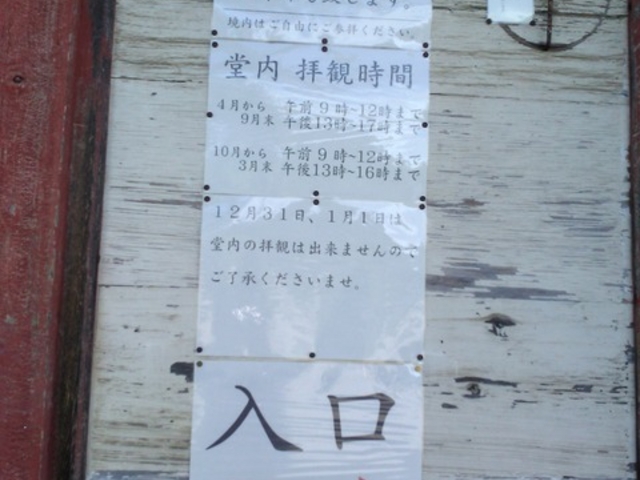 致します。
境内はご自由にご参拝ください。
堂内 拝観時間
4月から 午前 9 時~12時まで
9月末 午後13時~17時まで
10月から 午前 9 時~12時まで
3月末 午後13時~16時まで
12月31日、1月1日は
堂内の拝観は出来ませんので
ご了承くださいませ。
入口